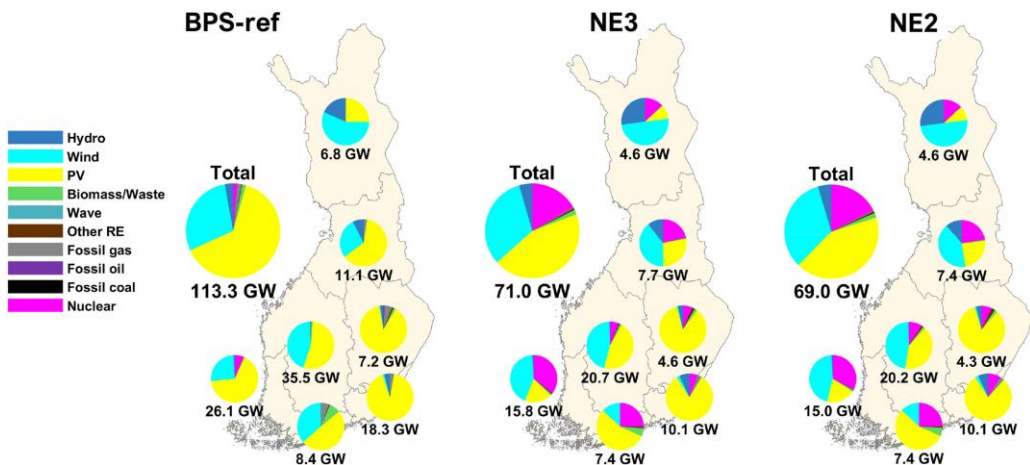 BPS-ref
NE3
NE2
Hydro
Wind
PV
Biomass/Waste
Wave
Other RE
Fossil gas
Fossil oil
Fossil coal
Nuclear
6.8 GW
Total
113.3 GW
11.1 GW
7.2 GW
35.5 GW
26.1 GW
18.3 GW
8.4 GW
4.6 GW
Total
71.0 GW
7.7 GW
4.6 GW
20.7 GW
15.8 GW
10.1 GW
7.4 GW
4.6 GW
Total
69.0 GW
7.4 GW
4.3 GW
20.2 GW
15.0 GW
10.1 GW
7.4 GW